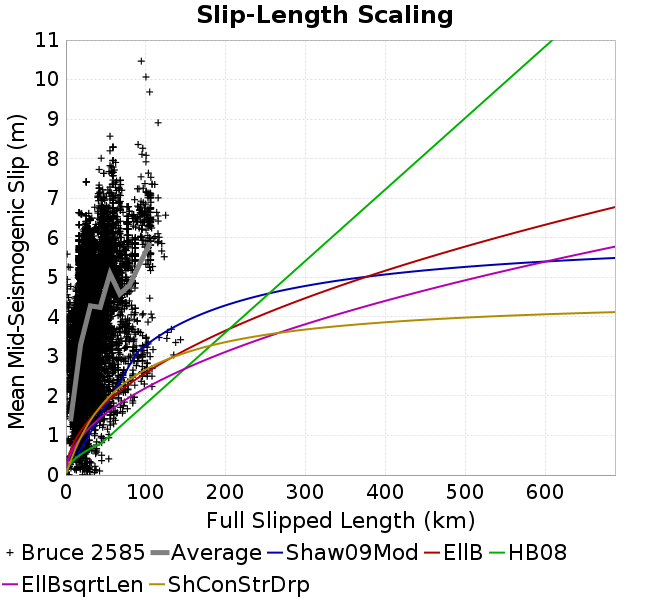 Slip-Length Scaling
Mean Mid-Seismogenic Slip (m)
11
10
9
8
7
6
5
4
3
2
1
0
0 100 200 300 400 500 600
Full Slipped Length (km)
Bruce 2585 Average Shaw09Mod EllB HB08
EllBsqrtLen ShConStrDrp